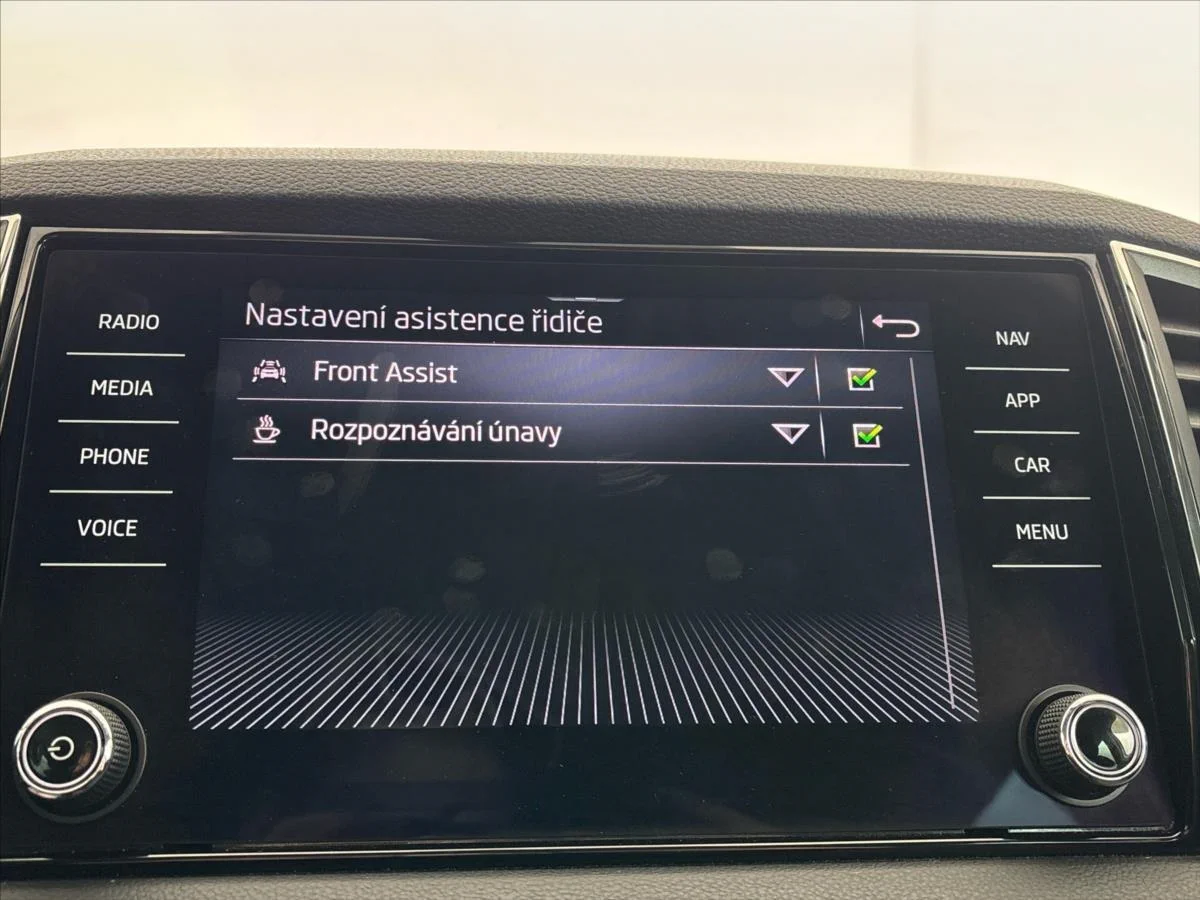 RADIO
MEDIA
PHONE
VOICE
Nastavení asistence řidiče
Front Assist
Rozpoznávání únavy
NAV
APP
CAR
MENU